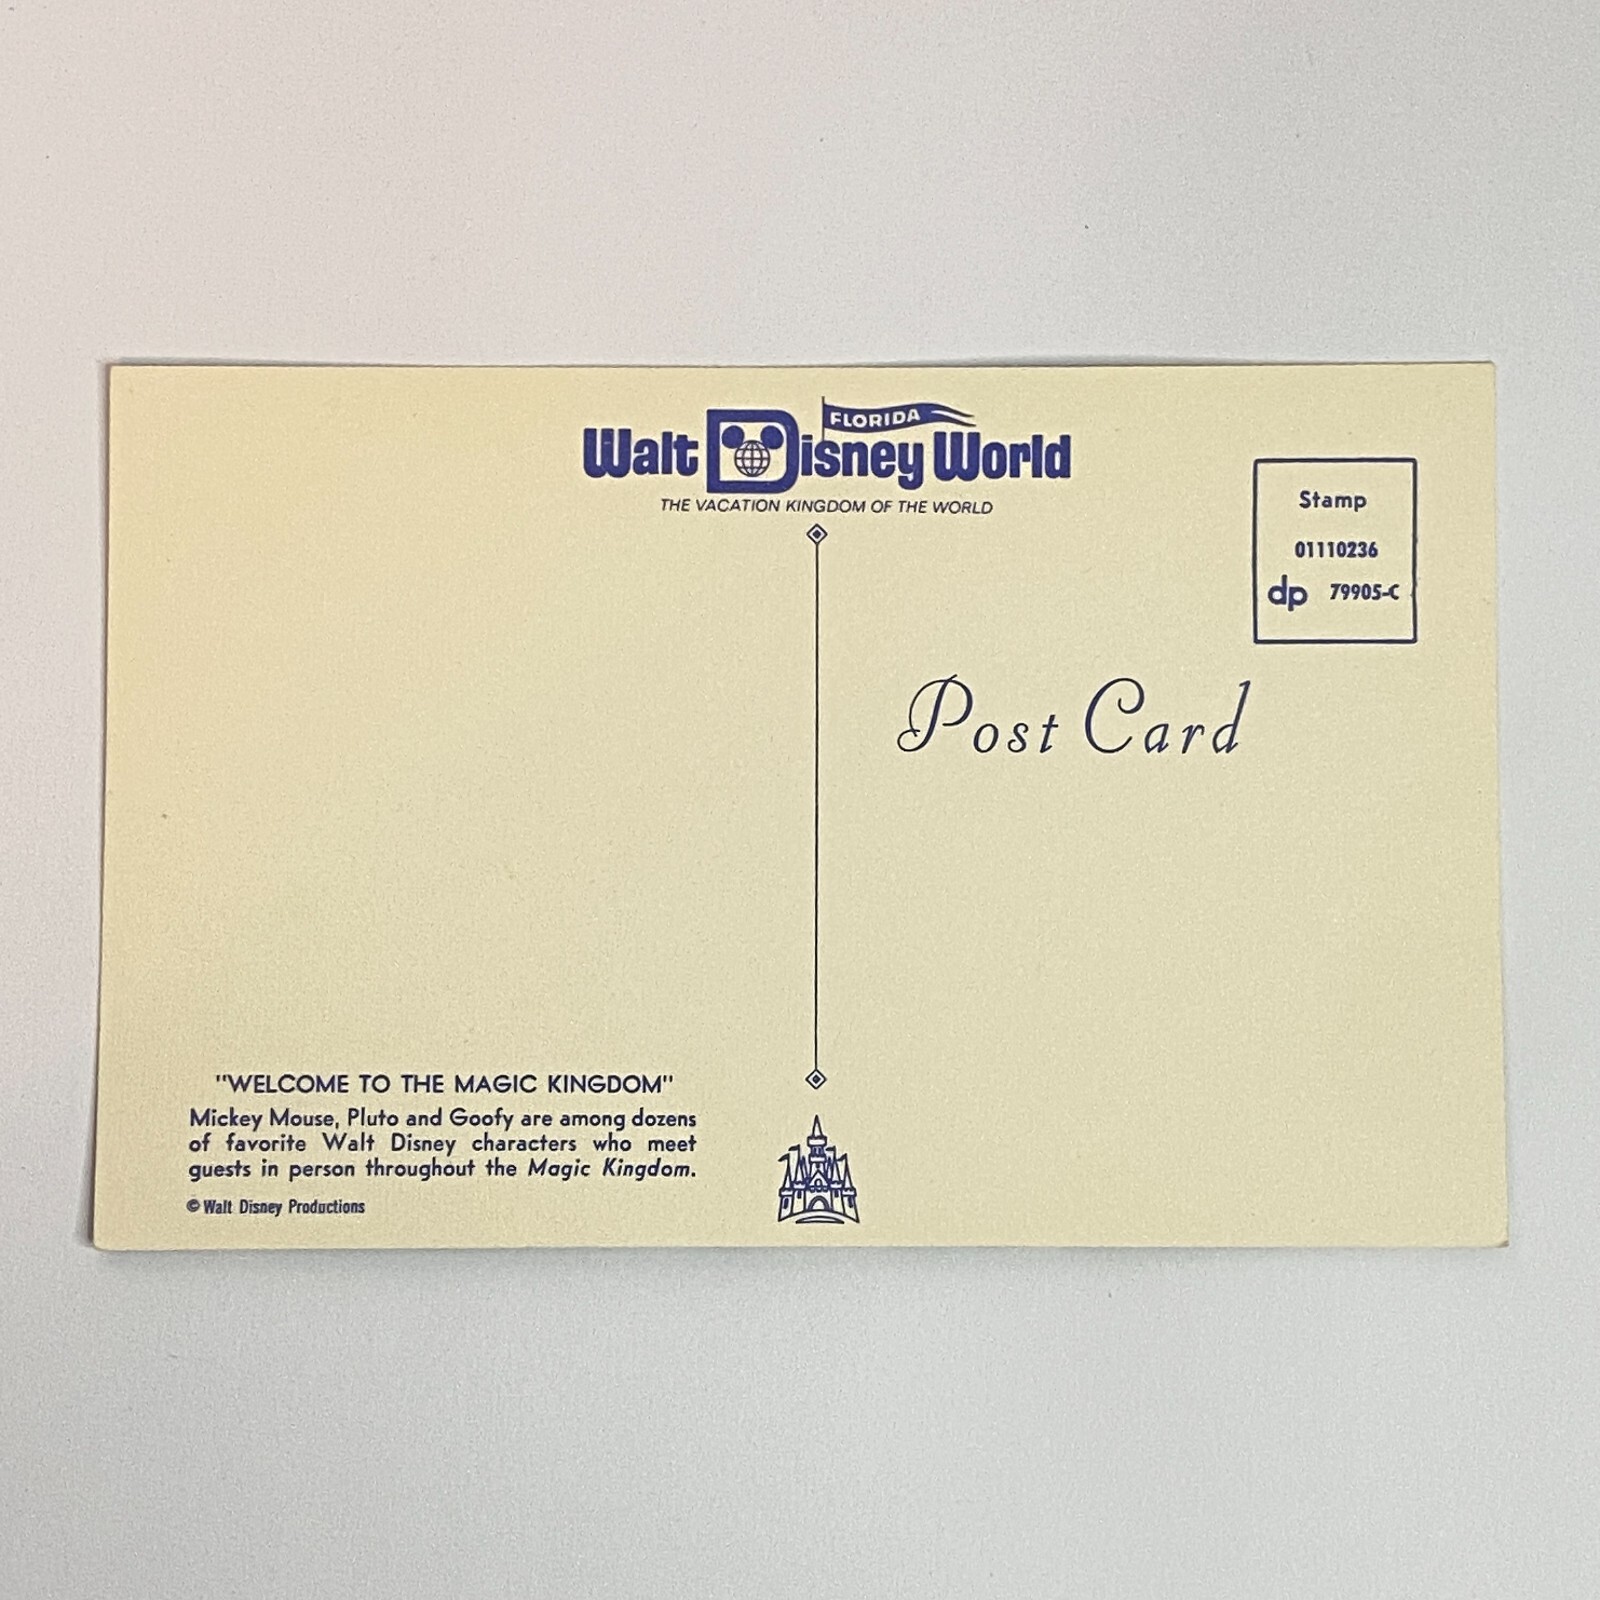 FLORIDA
Walt Disney World
THE VACATION KINGDOM OF THE WORLD
Stamp
01110236
dp 79905-C
Post Card
"WELCOME TO THE MAGIC KINGDOM"
Mickey Mouse, Pluto and Goofy are among dozens
of favorite Walt Disney characters who meet
guests in person throughout the Magic Kingdom.
© Walt Disney Productions